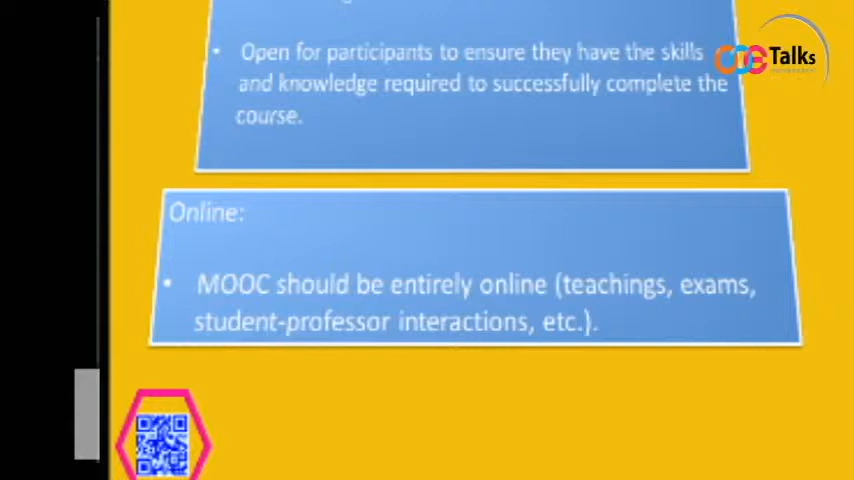 Open for participants to ensure they have the skills
and knowledge required to successfully complete the
course.
Talks
Online:
MOOC should be entirely online (teachings, exams,
student-professor interactions, etc.).